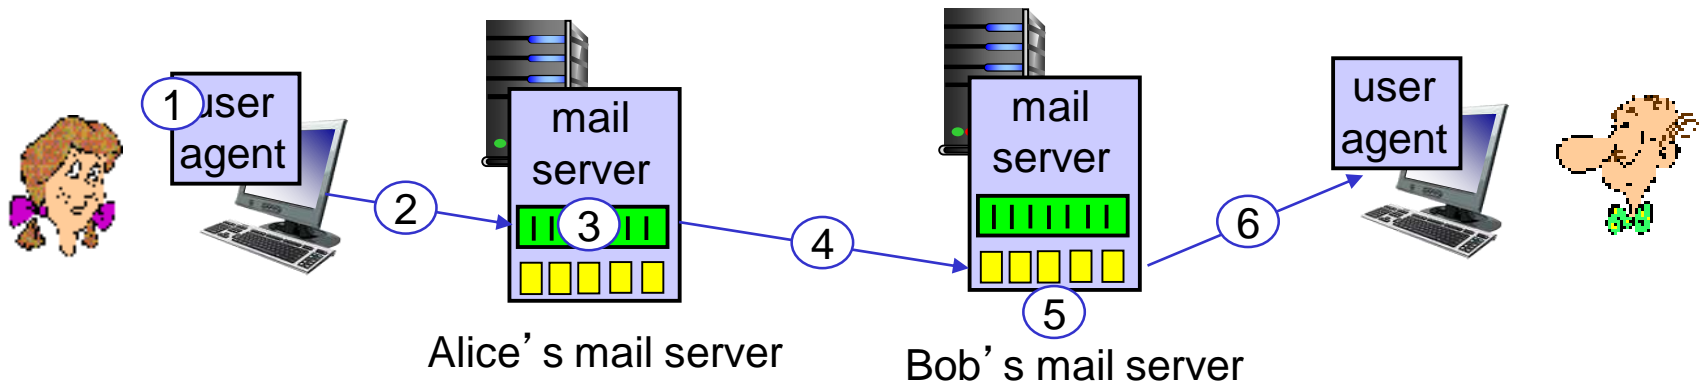 1 user
agent
2
mail
server
3
4
mail
server
5
6
user
agent
Alice’s mail server
Bob’s mail server